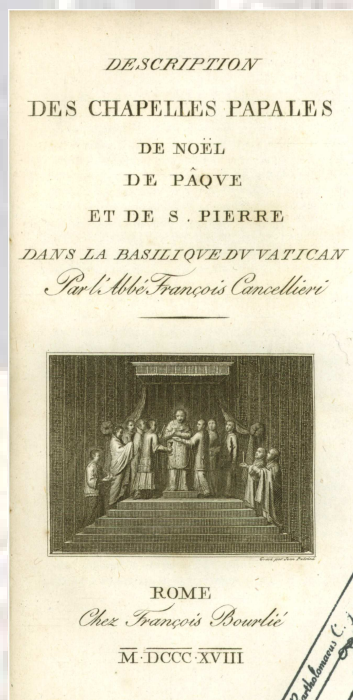 DESCRIPTION
DES CHAPELLES PAPALES
DE NOËL
DE PÂQVE
ET DE S. PIERRE
DANS LA BASILIQVE DV VATICAN
Par l'Abbé François Cancellieri
ROME
Chez François Bourlié
M·DCCC·XVIII
Bartholomaeus C. j